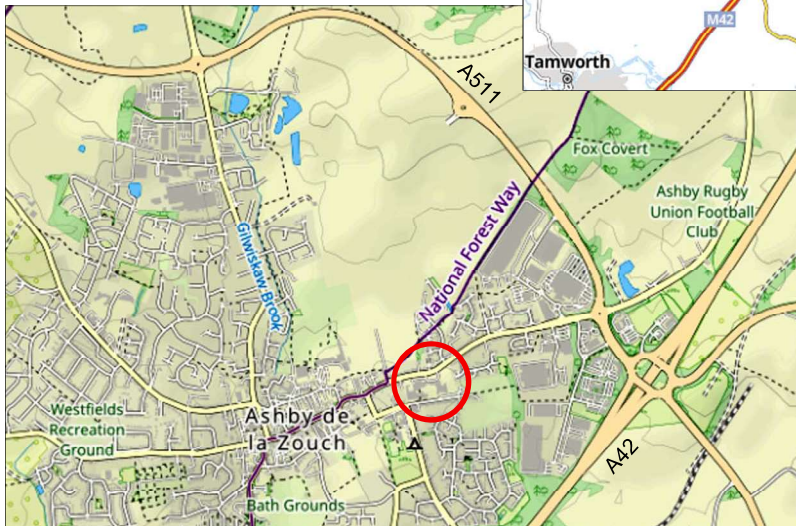 M42
Tamworth
A511
Fox Covert
Ashby Rugby
Union Football
Club
National Forest Way
Gilwiskaw Brook
Westfields
Recreation
Ground
Ashby de
la Zouch
A42
Bath Grounds